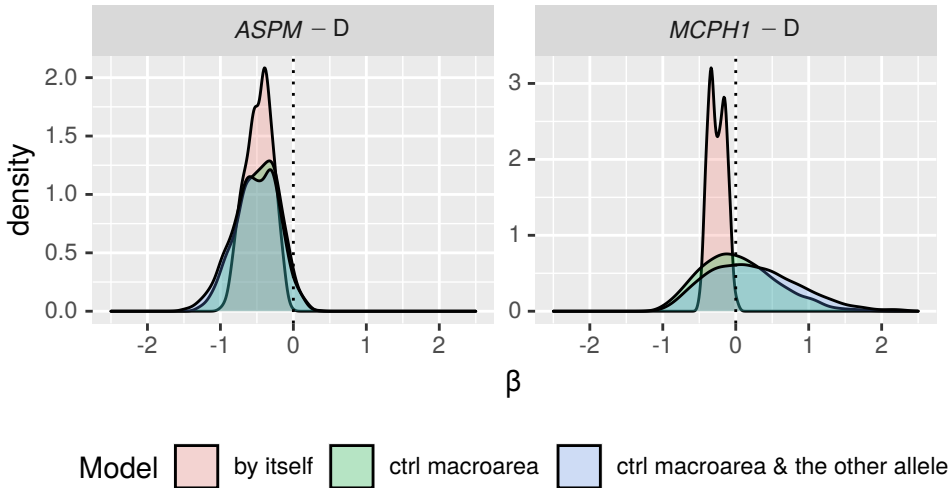 ASPM − D
MCPH1 − D
density
2.0
1.5
1.0
0.5
0.0
3
2
1
0
-2 -1 0 1 2
-2 -1 0 1 2
β
Model by itself ctrl macroarea ctrl macroarea & the other allele